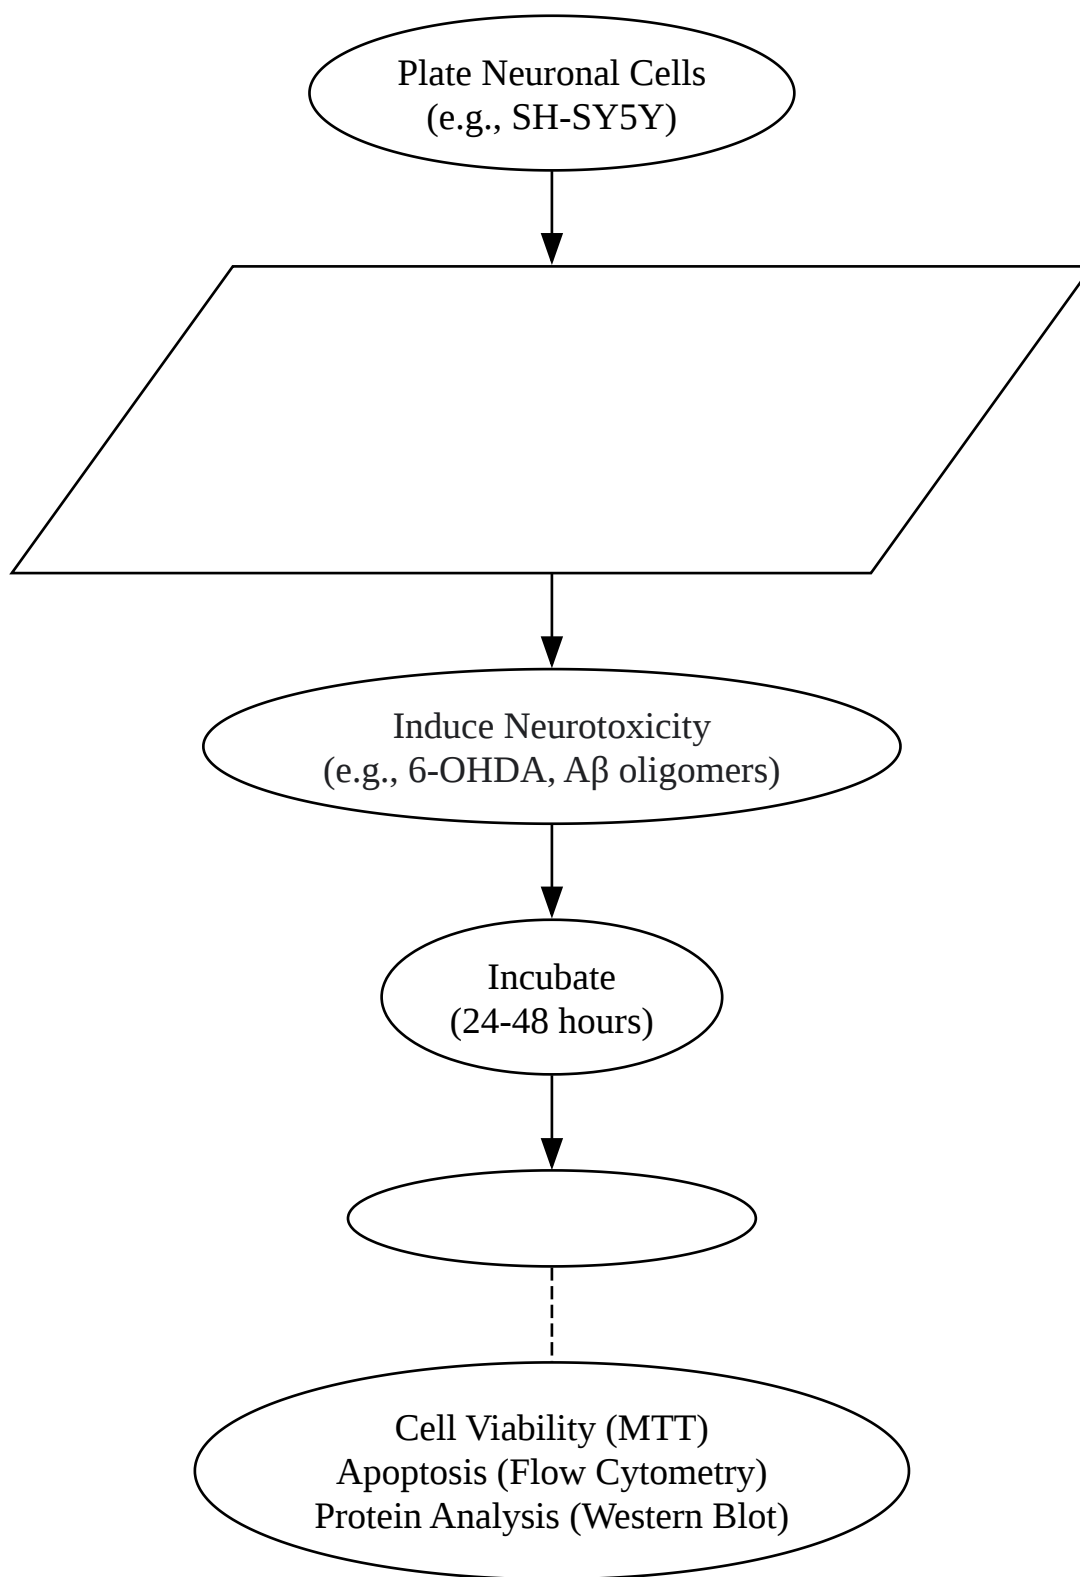 Plate Neuronal Cells
(e.g., SH-SY5Y)
Induce Neurotoxicity
(e.g., 6-OHDA, Aβ oligomers)
Incubate
(24-48 hours)
Cell Viability (MTT)
Apoptosis (Flow Cytometry)
Protein Analysis (Western Blot)